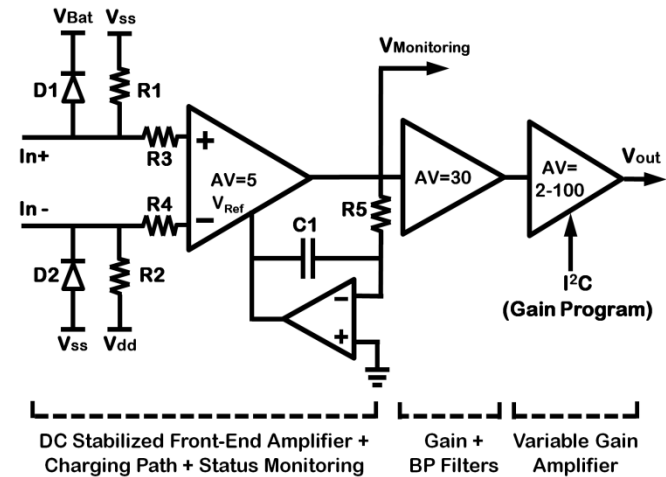 VBat Vss
VMonitoring
D1 R1
In+ R3
+
AV=5
VRef
AV=30
AV=
2-100
Vout
In - R4
−
R5
C1
D2 R2
−
+
I²C
(Gain Program)
Vss Vdd
DC Stabilized Front-End Amplifier +
Charging Path + Status Monitoring
Gain +
BP Filters
Variable Gain
Amplifier